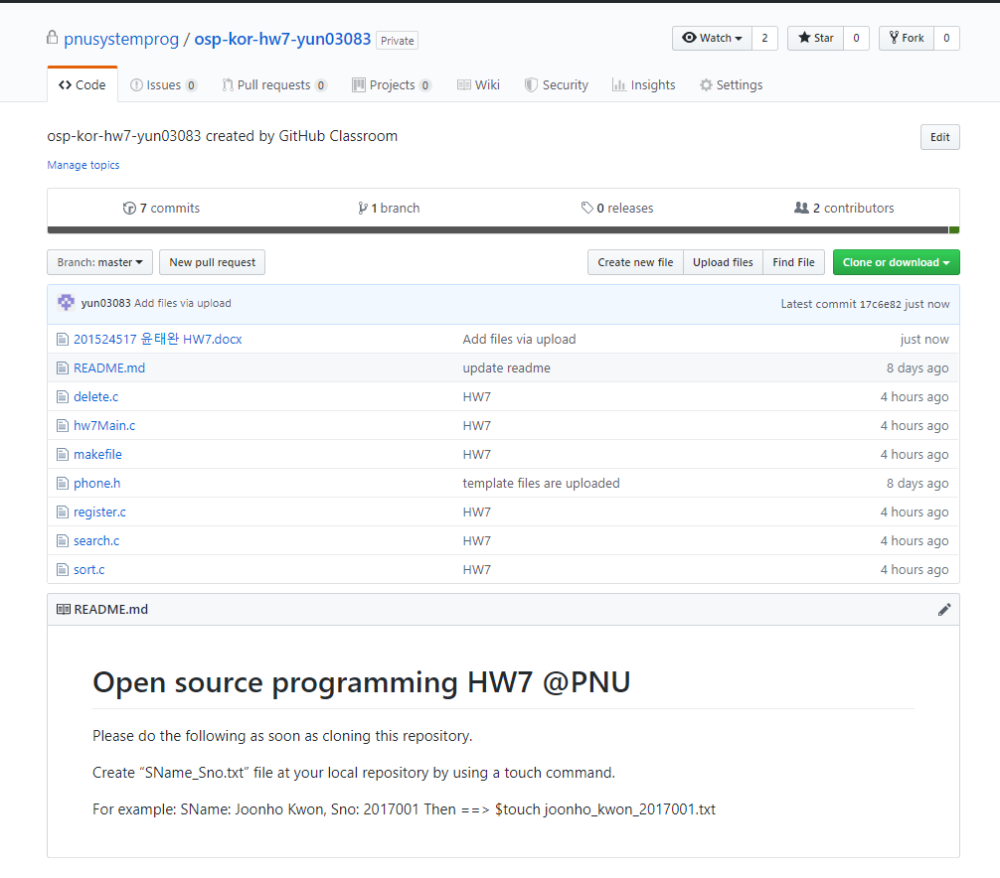 pnusystemprog / osp-kor-hw7-yun03083 Private Watch 2 Star 0 Fork 0
Code Issues 0 Pull requests 0 Projects 0 Wiki Security Insights Settings
osp-kor-hw7-yun03083 created by GitHub Classroom Edit
Manage topics
7 commits 1 branch 0 releases 2 contributors
Branch: master New pull request Create new file Upload files Find File Clone or download
yun03083 Add files via upload Latest commit 17c6e82 just now
201524517 윤태완 HW7.docx Add files via upload just now
README.md update readme 8 days ago
delete.c HW7 4 hours ago
hw7Main.c HW7 4 hours ago
makefile HW7 4 hours ago
phone.h template files are uploaded 8 days ago
register.c HW7 4 hours ago
search.c HW7 4 hours ago
sort.c HW7 4 hours ago
README.md
Open source programming HW7 @PNU
Please do the following as soon as cloning this repository.
Create “SName_Sno.txt” file at your local repository by using a touch command.
For example: SName: Joonho Kwon, Sno: 2017001 Then ==> $touch joonho_kwon_2017001.txt